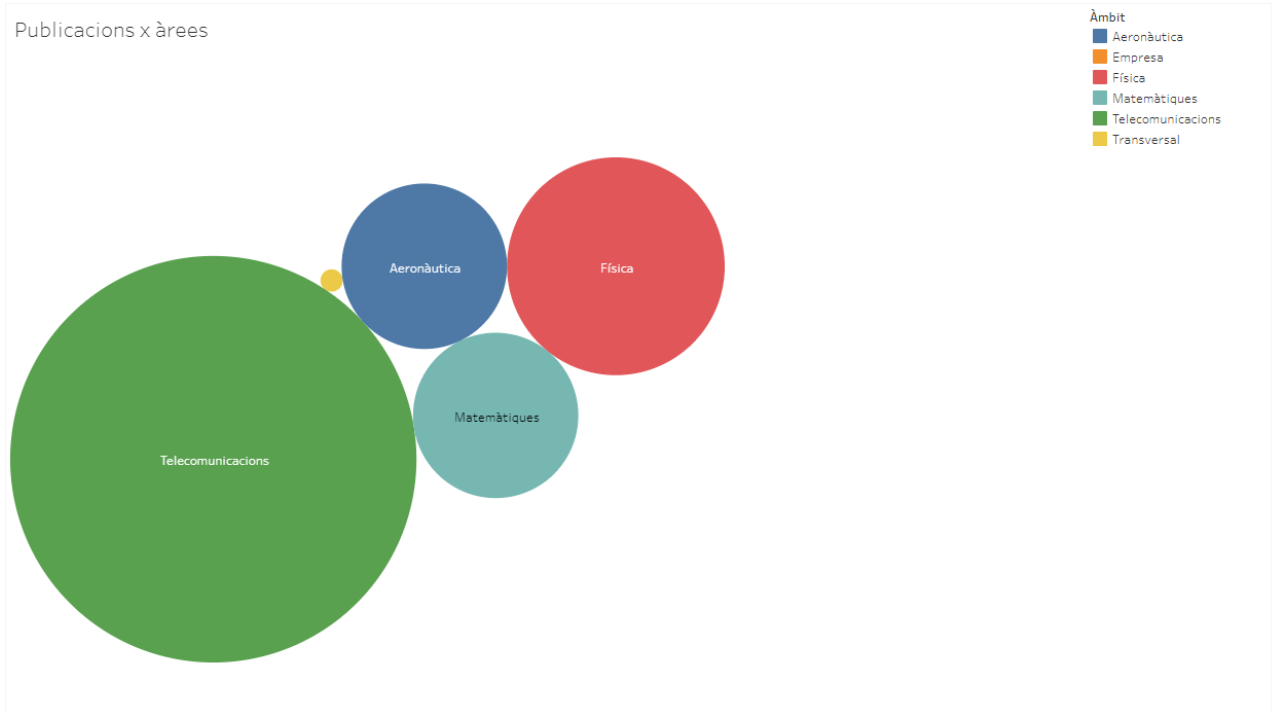 Publicacions x àrees
Àmbit
Aeronàutica
Empresa
Física
Matemàtiques
Telecomunicacions
Transversal
Aeronàutica
Física
Matemàtiques
Telecomunicacions